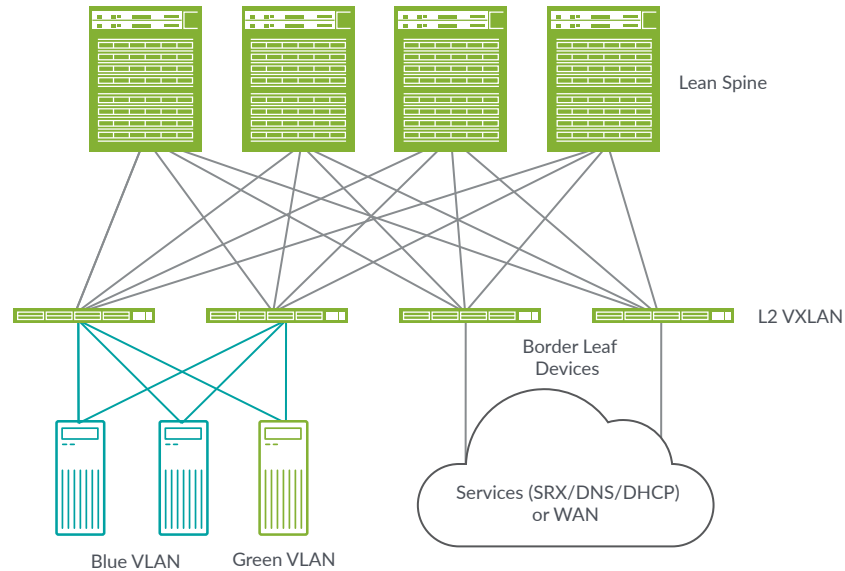 Lean Spine
L2 VXLAN
Border Leaf
Devices
Services (SRX/DNS/DHCP)
or WAN
Blue VLAN
Green VLAN